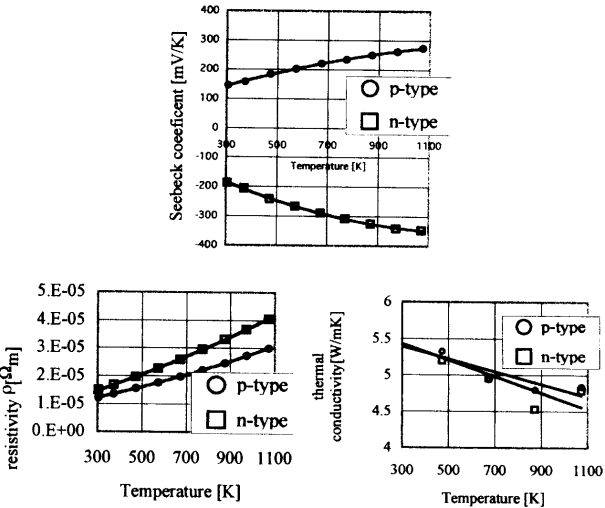 400
300
200
100
0
-100
-200
-300
-400
Seebeck coeeficent [mV/K]
300 500 700 900 1100
Temperature [K]
p-type
n-type
5.E-05
4.E-05
3.E-05
2.E-05
1.E-05
0.E+00
resistivity ρ[Ωm]
300 500 700 900 1100
Temperature [K]
p-type
n-type
6
5.5
5
4.5
4
thermal
conductivity[W/mK]
300 500 700 900 1100
Temperature [K]
p-type
n-type